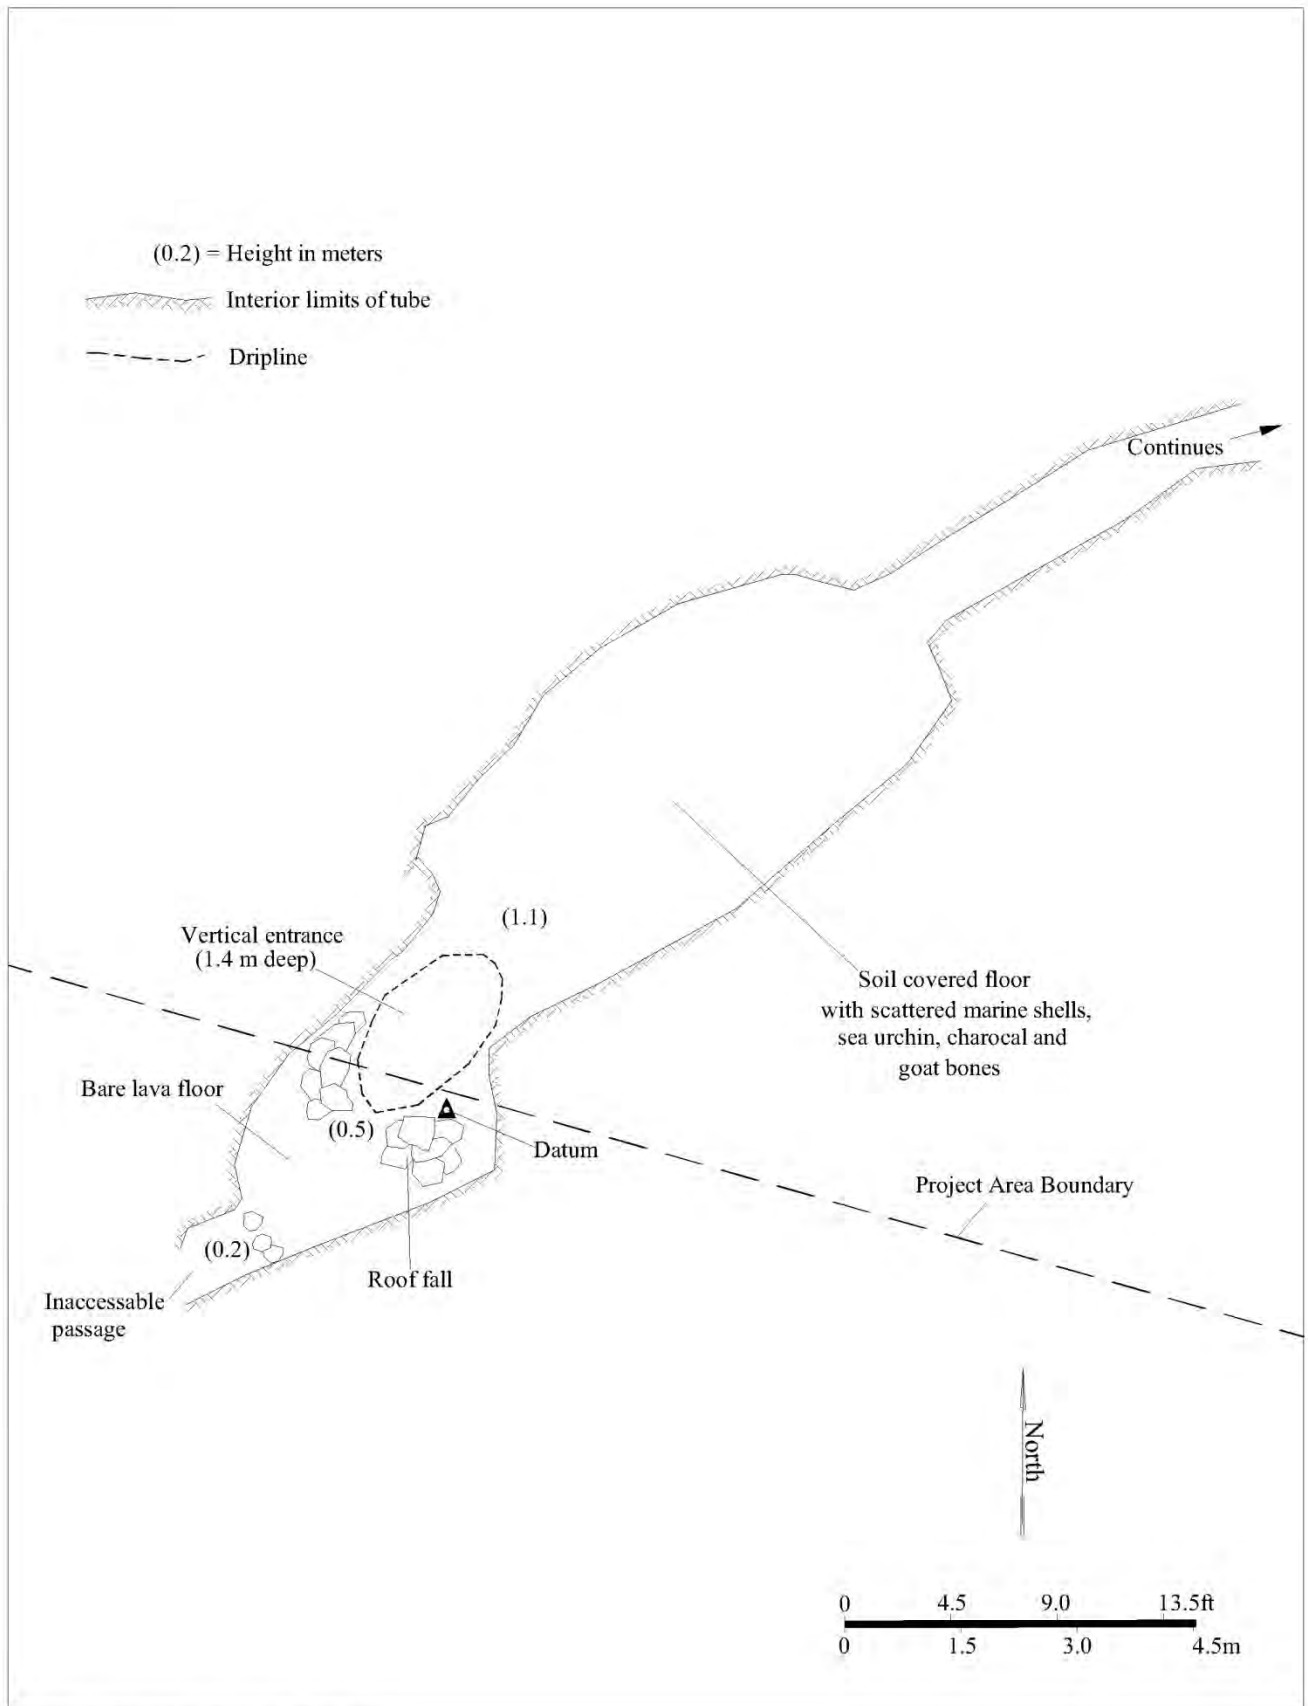 (0.2) = Height in meters
Interior limits of tube
Dripline
Continues
(1.1)
Vertical entrance
(1.4 m deep)
Soil covered floor
with scattered marine shells,
sea urchin, charocal and
goat bones
Bare lava floor
(0.5)
Datum
Project Area Boundary
(0.2)
Roof fall
Inaccessable
passage
North
0 4.5 9.0 13.5ft
0 1.5 3.0 4.5m